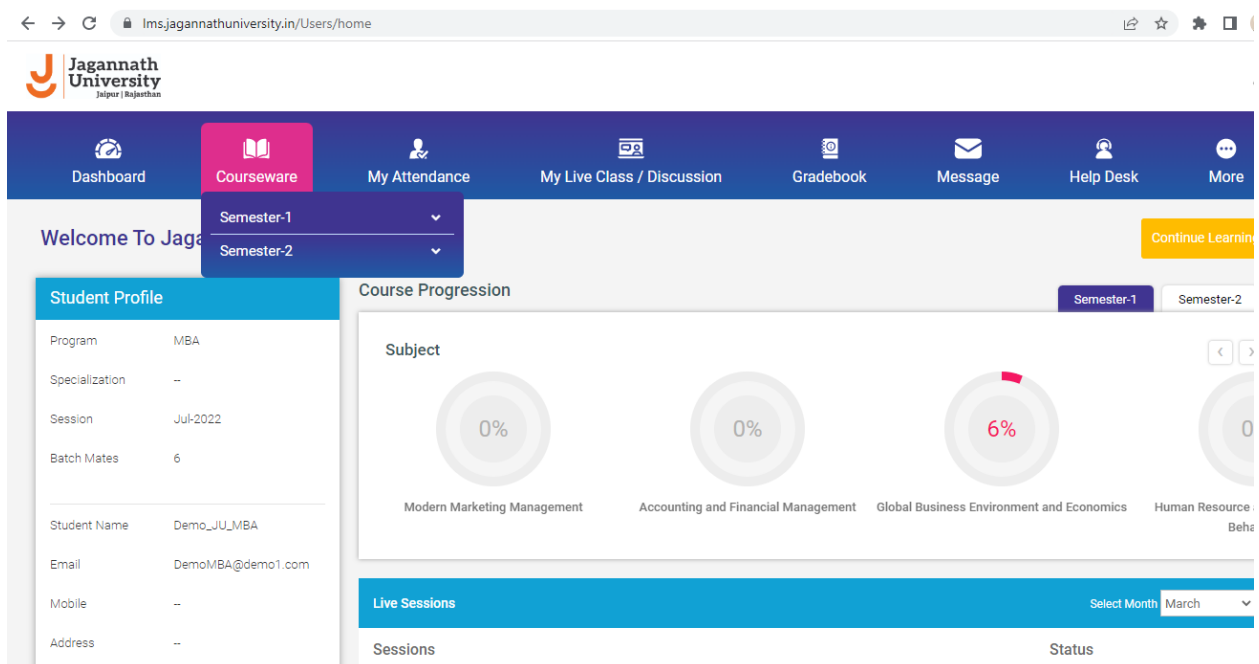 lms.jagannathuniversity.in/Users/home
Jagannath
University
Jaipur | Rajasthan
Dashboard
Courseware
My Attendance
My Live Class / Discussion
Gradebook
Message
Help Desk
More
Semester-1
Semester-2
Welcome To Jaga
Continue Learning
Student Profile
Program MBA
Specialization --
Session Jul-2022
Batch Mates 6
Student Name Demo_JU_MBA
Email DemoMBA@demo1.com
Mobile --
Address --
Course Progression
Semester-1 Semester-2
Subject
0% 0% 6% 0
Modern Marketing Management
Accounting and Financial Management
Global Business Environment and Economics
Human Resource
Beha
Live Sessions
Select Month March
Sessions Status